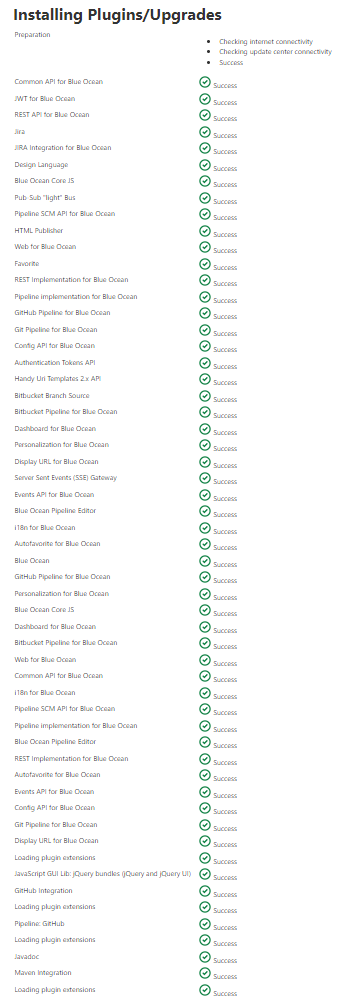 Installing Plugins/Upgrades
Preparation
Checking internet connectivity
Checking update center connectivity
Success
Common API for Blue Ocean Success
JWT for Blue Ocean Success
REST API for Blue Ocean Success
Jira Success
JIRA Integration for Blue Ocean Success
Design Language Success
Blue Ocean Core JS Success
Pub-Sub "light" Bus Success
Pipeline SCM API for Blue Ocean Success
HTML Publisher Success
Web for Blue Ocean Success
Favorite Success
REST Implementation for Blue Ocean Success
Pipeline implementation for Blue Ocean Success
GitHub Pipeline for Blue Ocean Success
Git Pipeline for Blue Ocean Success
Config API for Blue Ocean Success
Authentication Tokens API Success
Handy Uri Templates 2.x API Success
Bitbucket Branch Source Success
Bitbucket Pipeline for Blue Ocean Success
Dashboard for Blue Ocean Success
Personalization for Blue Ocean Success
Display URL for Blue Ocean Success
Server Sent Events (SSE) Gateway Success
Events API for Blue Ocean Success
Blue Ocean Pipeline Editor Success
i18n for Blue Ocean Success
Autofavorite for Blue Ocean Success
Blue Ocean Success
GitHub Pipeline for Blue Ocean Success
Personalization for Blue Ocean Success
Blue Ocean Core JS Success
Dashboard for Blue Ocean Success
Bitbucket Pipeline for Blue Ocean Success
Web for Blue Ocean Success
Common API for Blue Ocean Success
i18n for Blue Ocean Success
Pipeline SCM API for Blue Ocean Success
Pipeline implementation for Blue Ocean Success
Blue Ocean Pipeline Editor Success
REST Implementation for Blue Ocean Success
Autofavorite for Blue Ocean Success
Events API for Blue Ocean Success
Config API for Blue Ocean Success
Git Pipeline for Blue Ocean Success
Display URL for Blue Ocean Success
Loading plugin extensions Success
JavaScript GUI Lib: jQuery bundles (jQuery and jQuery UI) Success
GitHub Integration Success
Loading plugin extensions Success
Pipeline: GitHub Success
Loading plugin extensions Success
Javadoc Success
Maven Integration Success
Loading plugin extensions Success